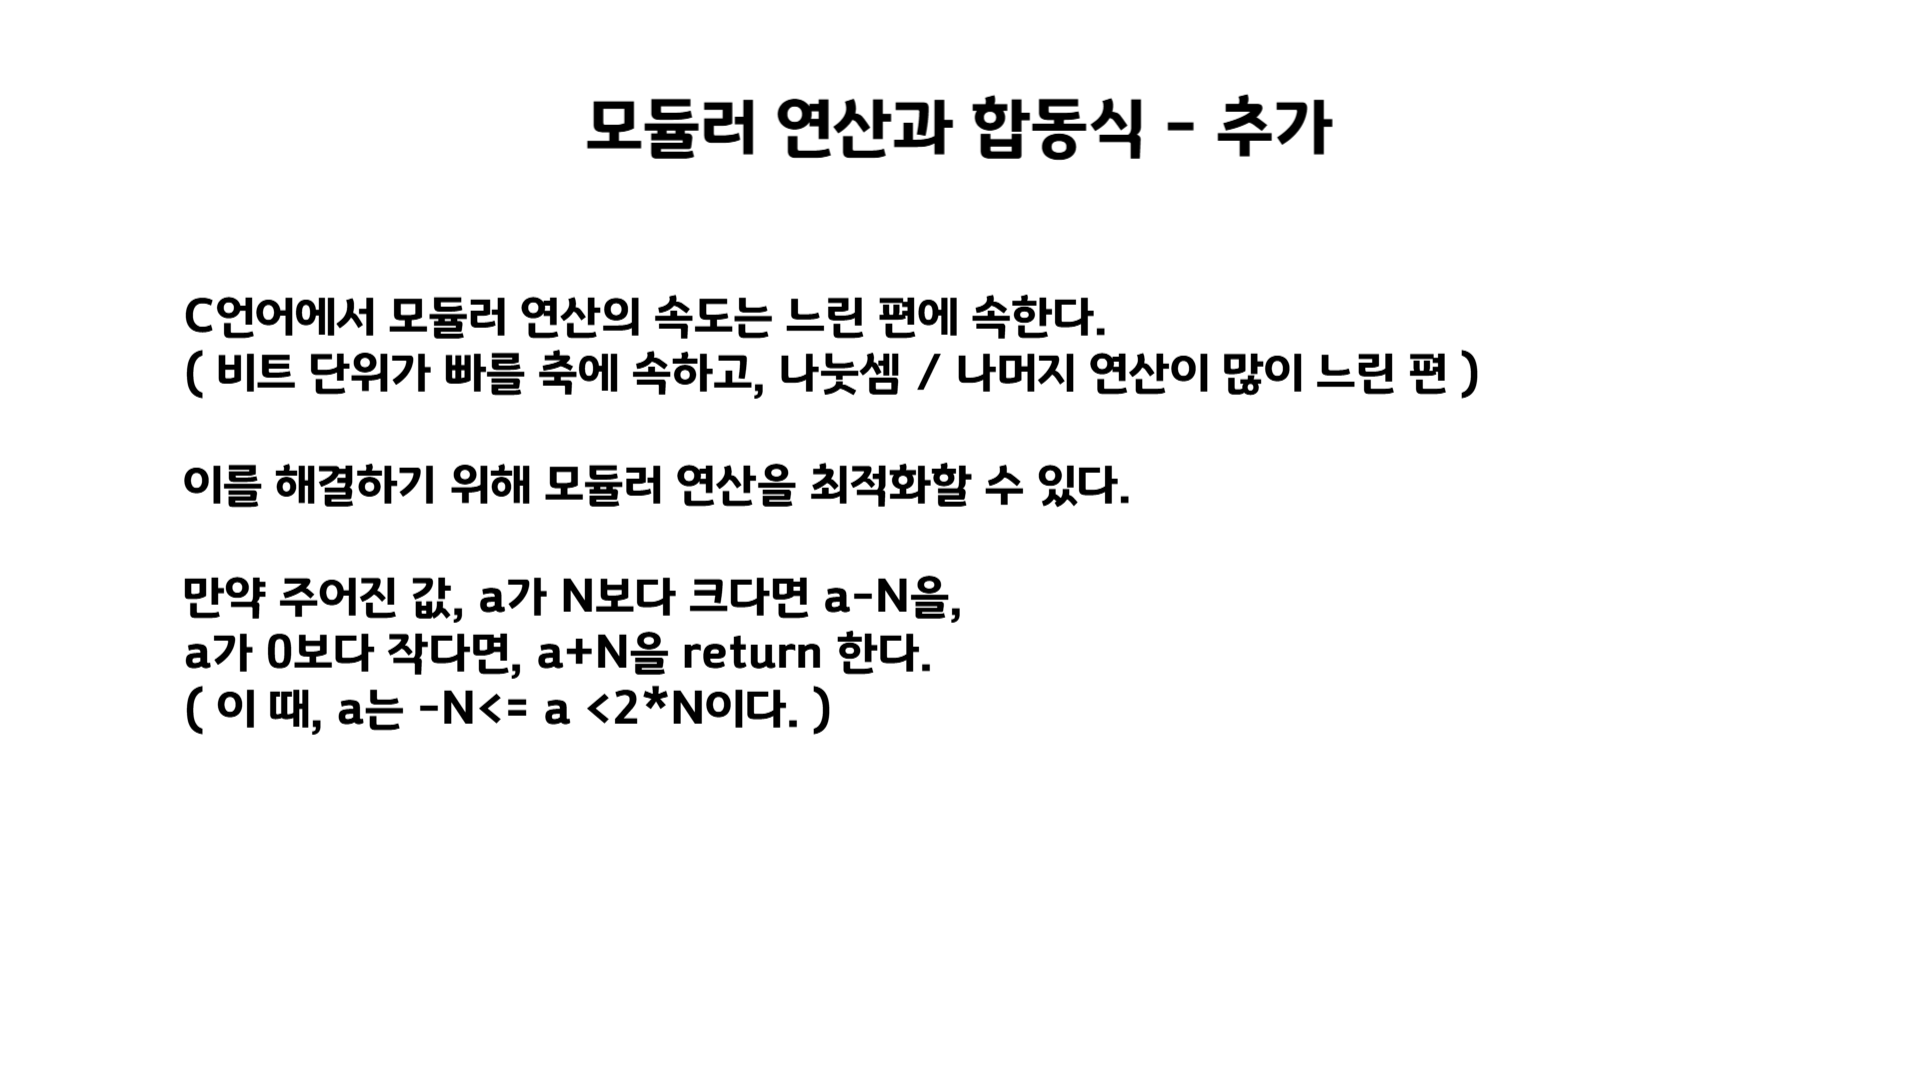 모듈러 연산과 합동식 - 추가
C언어에서 모듈러 연산의 속도는 느린 편에 속한다.
( 비트 단위가 빠를 축에 속하고, 나눗셈 / 나머지 연산이 많이 느린 편 )
이를 해결하기 위해 모듈러 연산을 최적화할 수 있다.
만약 주어진 값, a가 N보다 크다면 a-N을,
a가 0보다 작다면, a+N을 return 한다.
( 이 때, a는 -N<= a <2*N이다. )